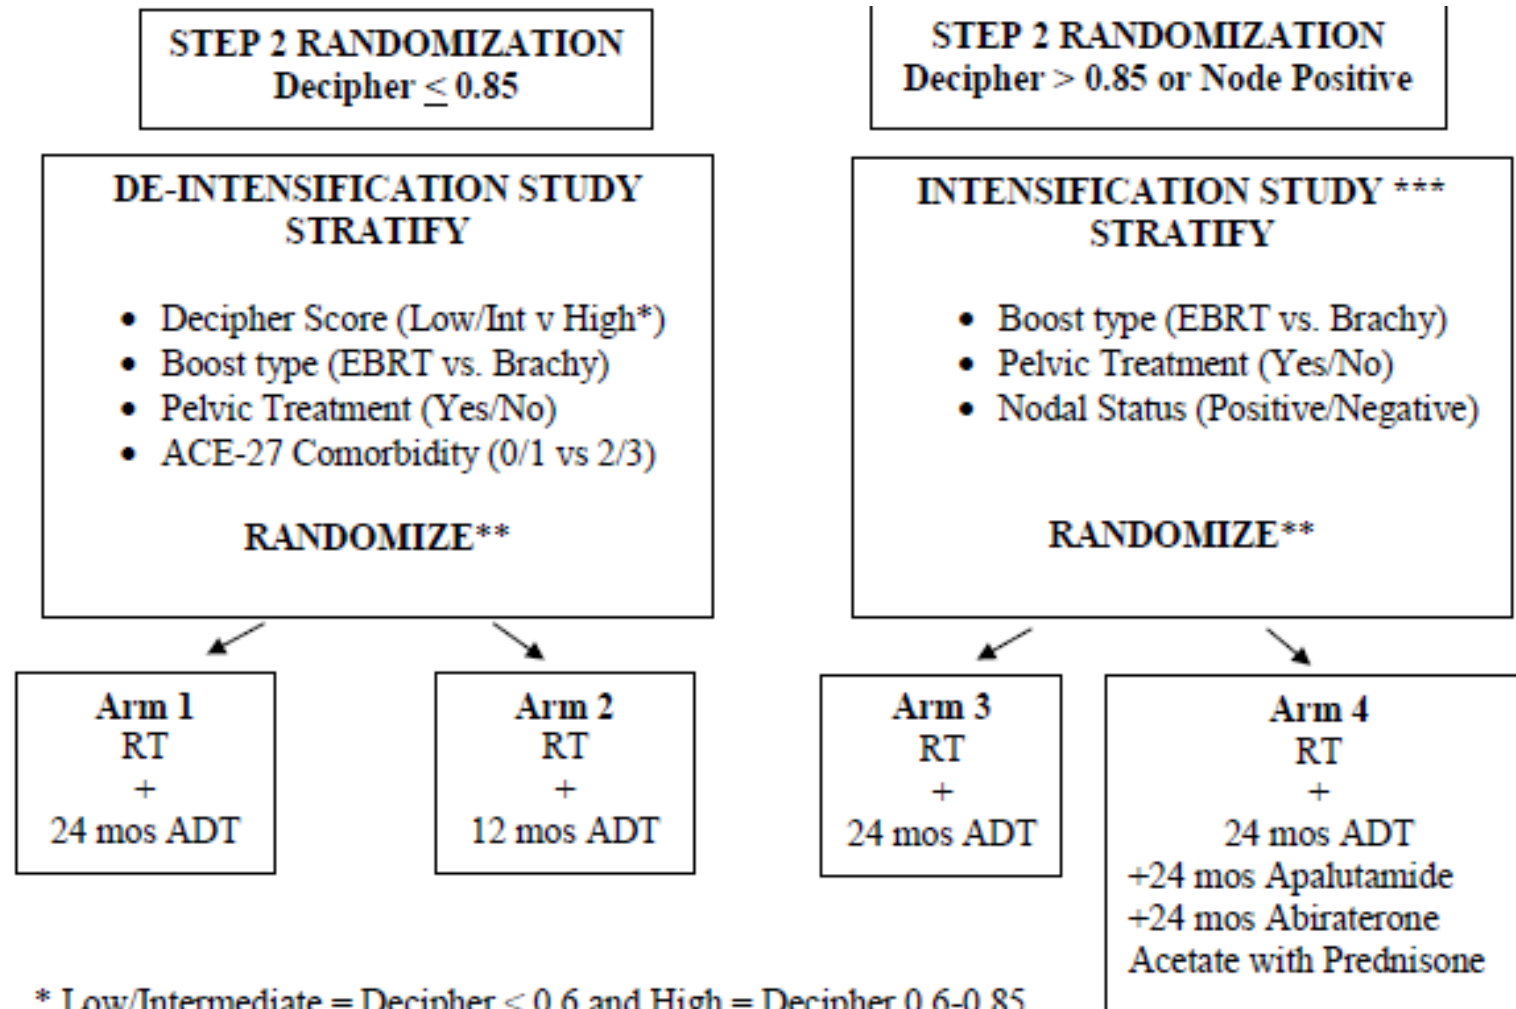 STEP 2 RANDOMIZATION
Decipher ≤ 0.85
STEP 2 RANDOMIZATION
Decipher > 0.85 or Node Positive
DE-INTENSIFICATION STUDY
STRATIFY
• Decipher Score (Low/Int v High*)
• Boost type (EBRT vs. Brachy)
• Pelvic Treatment (Yes/No)
• ACE-27 Comorbidity (0/1 vs 2/3)
RANDOMIZE**
INTENSIFICATION STUDY ***
STRATIFY
• Boost type (EBRT vs. Brachy)
• Pelvic Treatment (Yes/No)
• Nodal Status (Positive/Negative)
RANDOMIZE**
Arm 1
RT
+
24 mos ADT
Arm 2
RT
+
12 mos ADT
Arm 3
RT
+
24 mos ADT
Arm 4
RT
+
24 mos ADT
+24 mos Apalutamide
+24 mos Abiraterone
Acetate with Prednisone
* Low/Intermediate = Decipher < 0.6 and High = Decipher 0.6-0.85